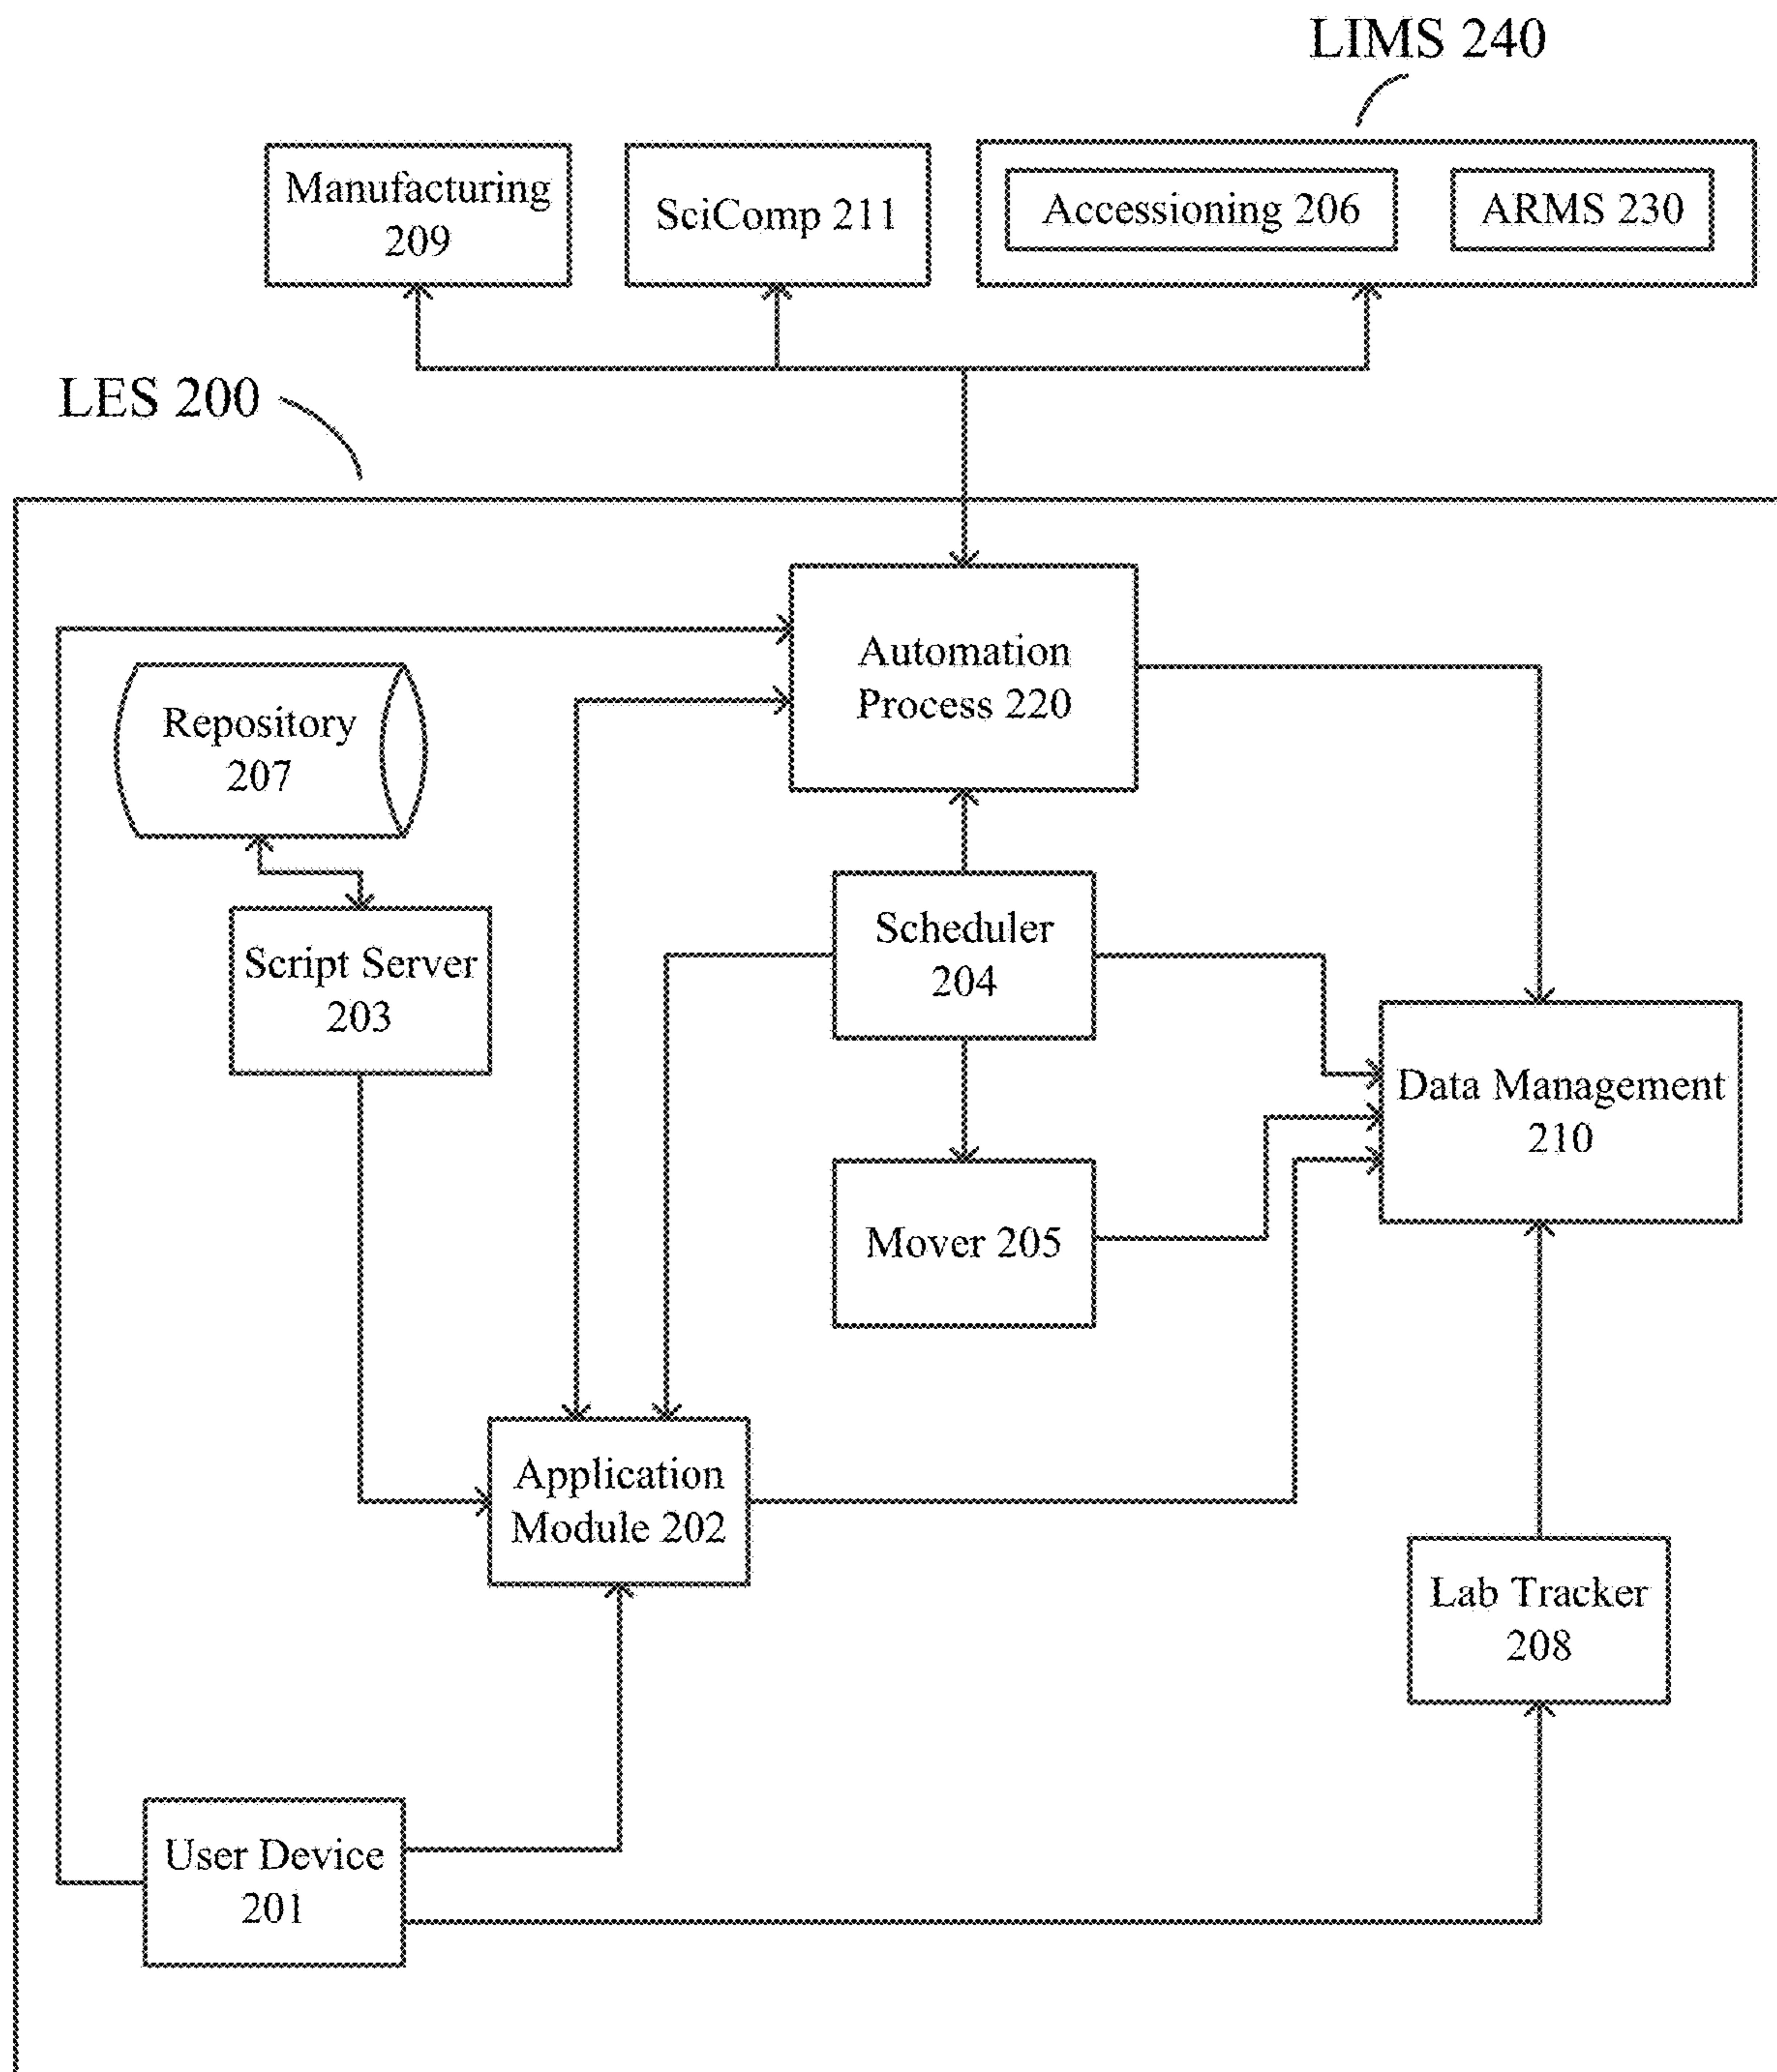 LIMS 240
Manufacturing
209
SciComp 211
Accessioning 206
ARMS 230
LES 200
Automation
Process 220
Repository
207
Scheduler
204
Script Server
203
Data Management
210
Mover 205
Application
Module 202
Lab Tracker
208
User Device
201